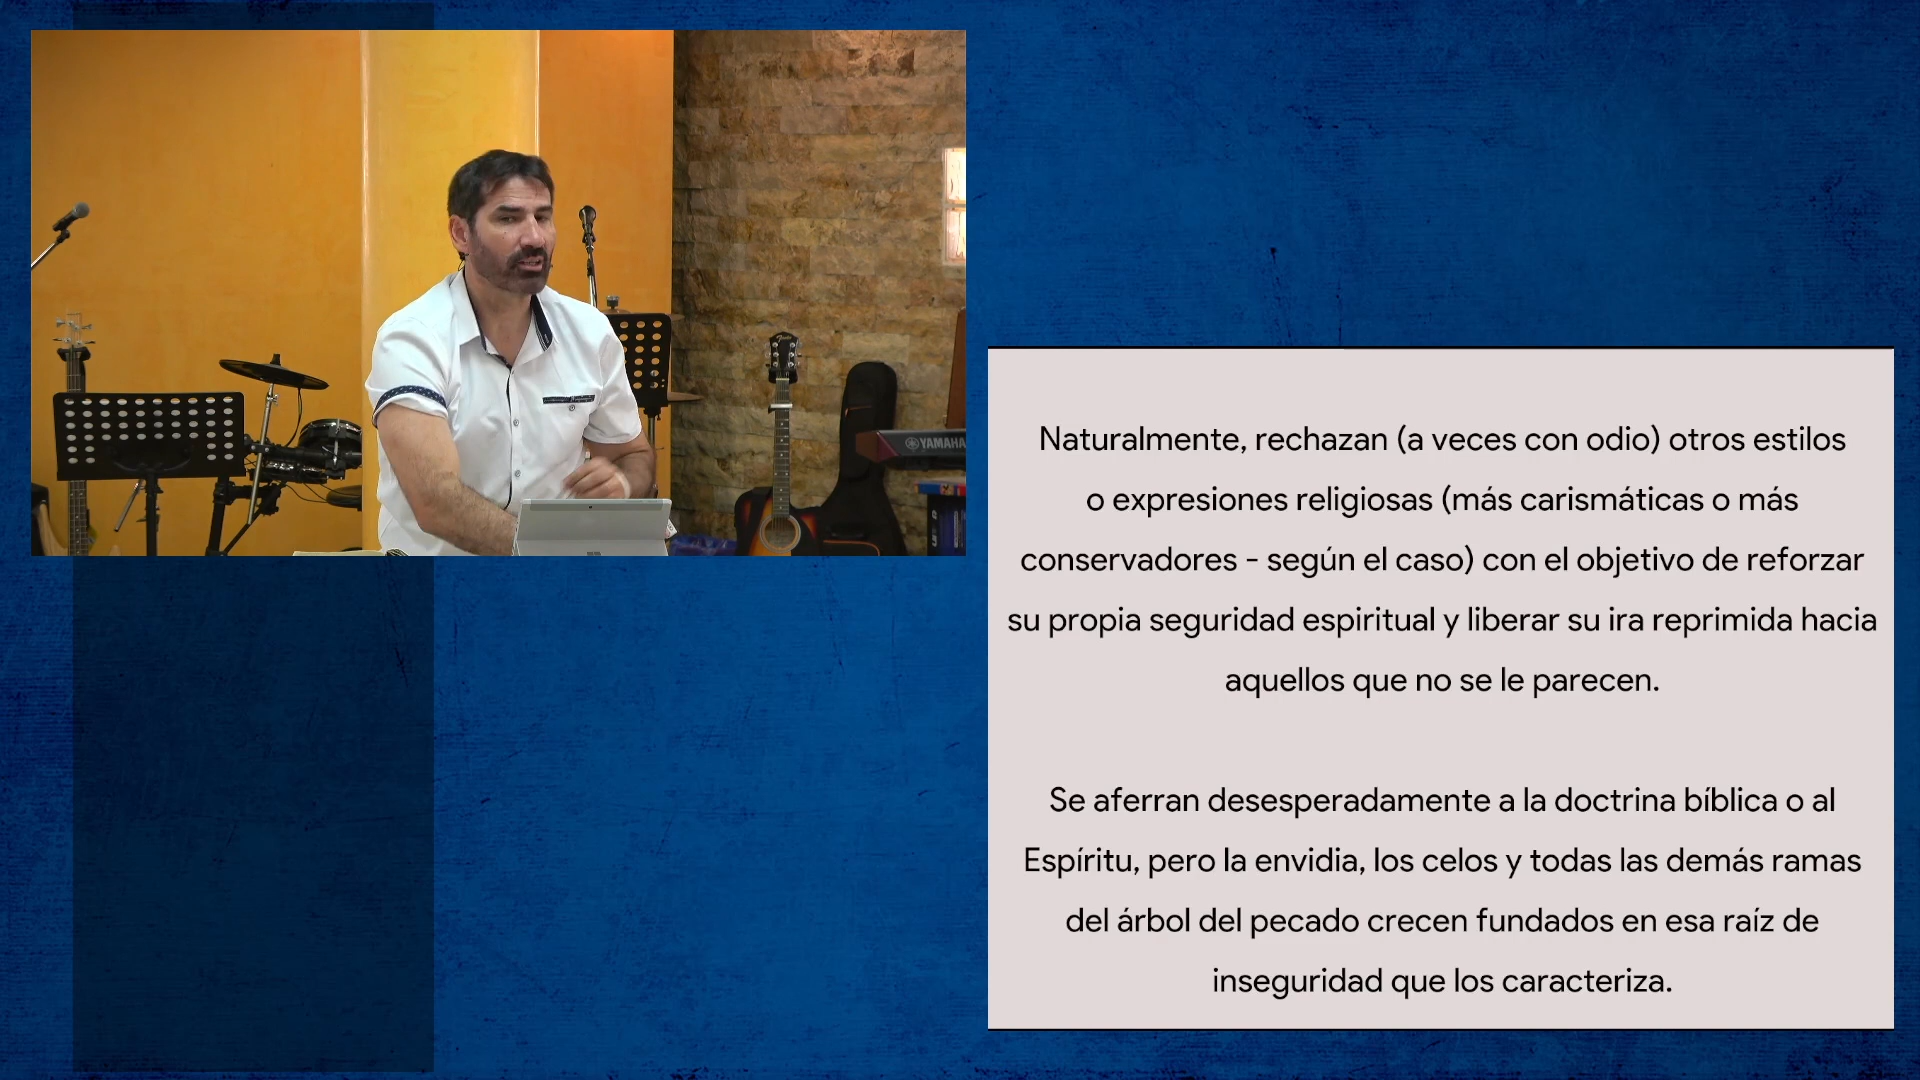 Fender
YAMAHA
Naturalmente, rechazan (a veces con odio) otros estilos
o expresiones religiosas (más carismáticas o más
conservadores - según el caso) con el objetivo de reforzar
su propia seguridad espiritual y liberar su ira reprimida hacia
aquellos que no se le parecen.
Se aferran desesperadamente a la doctrina bíblica o al
Espíritu, pero la envidia, los celos y todas las demás ramas
del árbol del pecado crecen fundados en esa raíz de
inseguridad que los caracteriza.